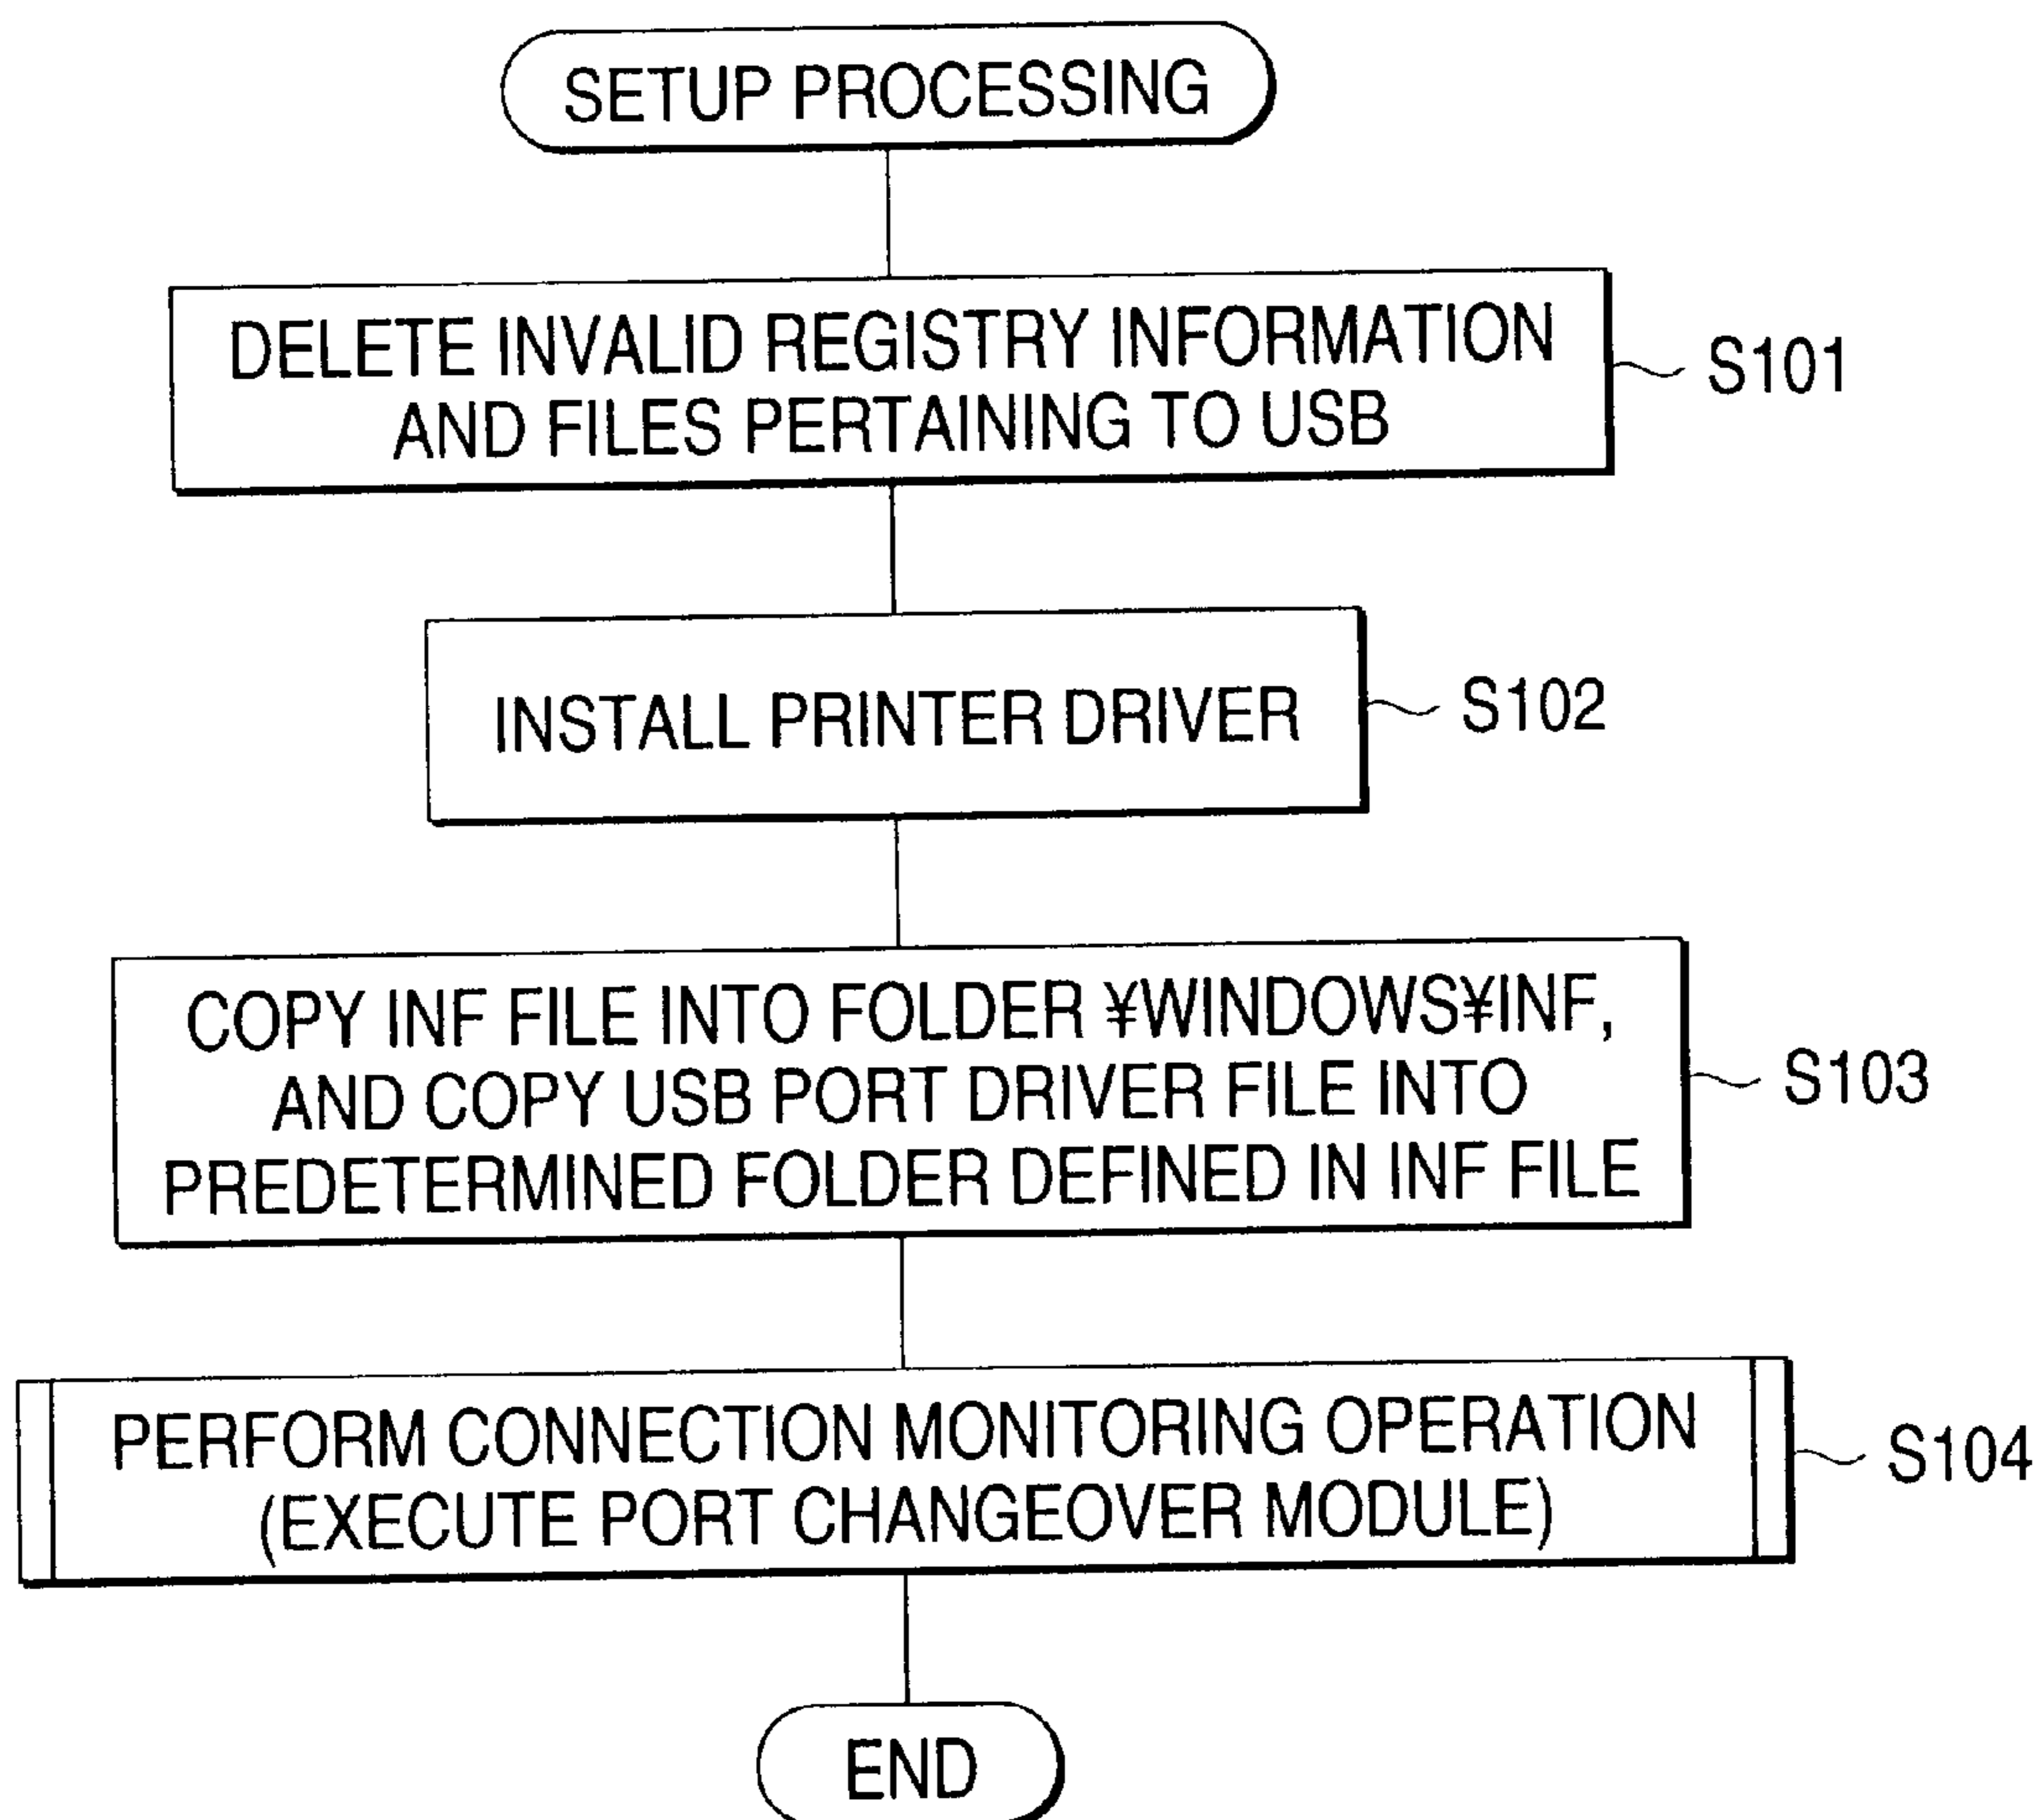 SETUP PROCESSING
DELETE INVALID REGISTRY INFORMATION
AND FILES PERTAINING TO USB
S101
INSTALL PRINTER DRIVER
S102
COPY INF FILE INTO FOLDER ¥WINDOWS¥INF,
AND COPY USB PORT DRIVER FILE INTO
PREDETERMINED FOLDER DEFINED IN INF FILE
S103
PERFORM CONNECTION MONITORING OPERATION
(EXECUTE PORT CHANGEOVER MODULE)
S104
END